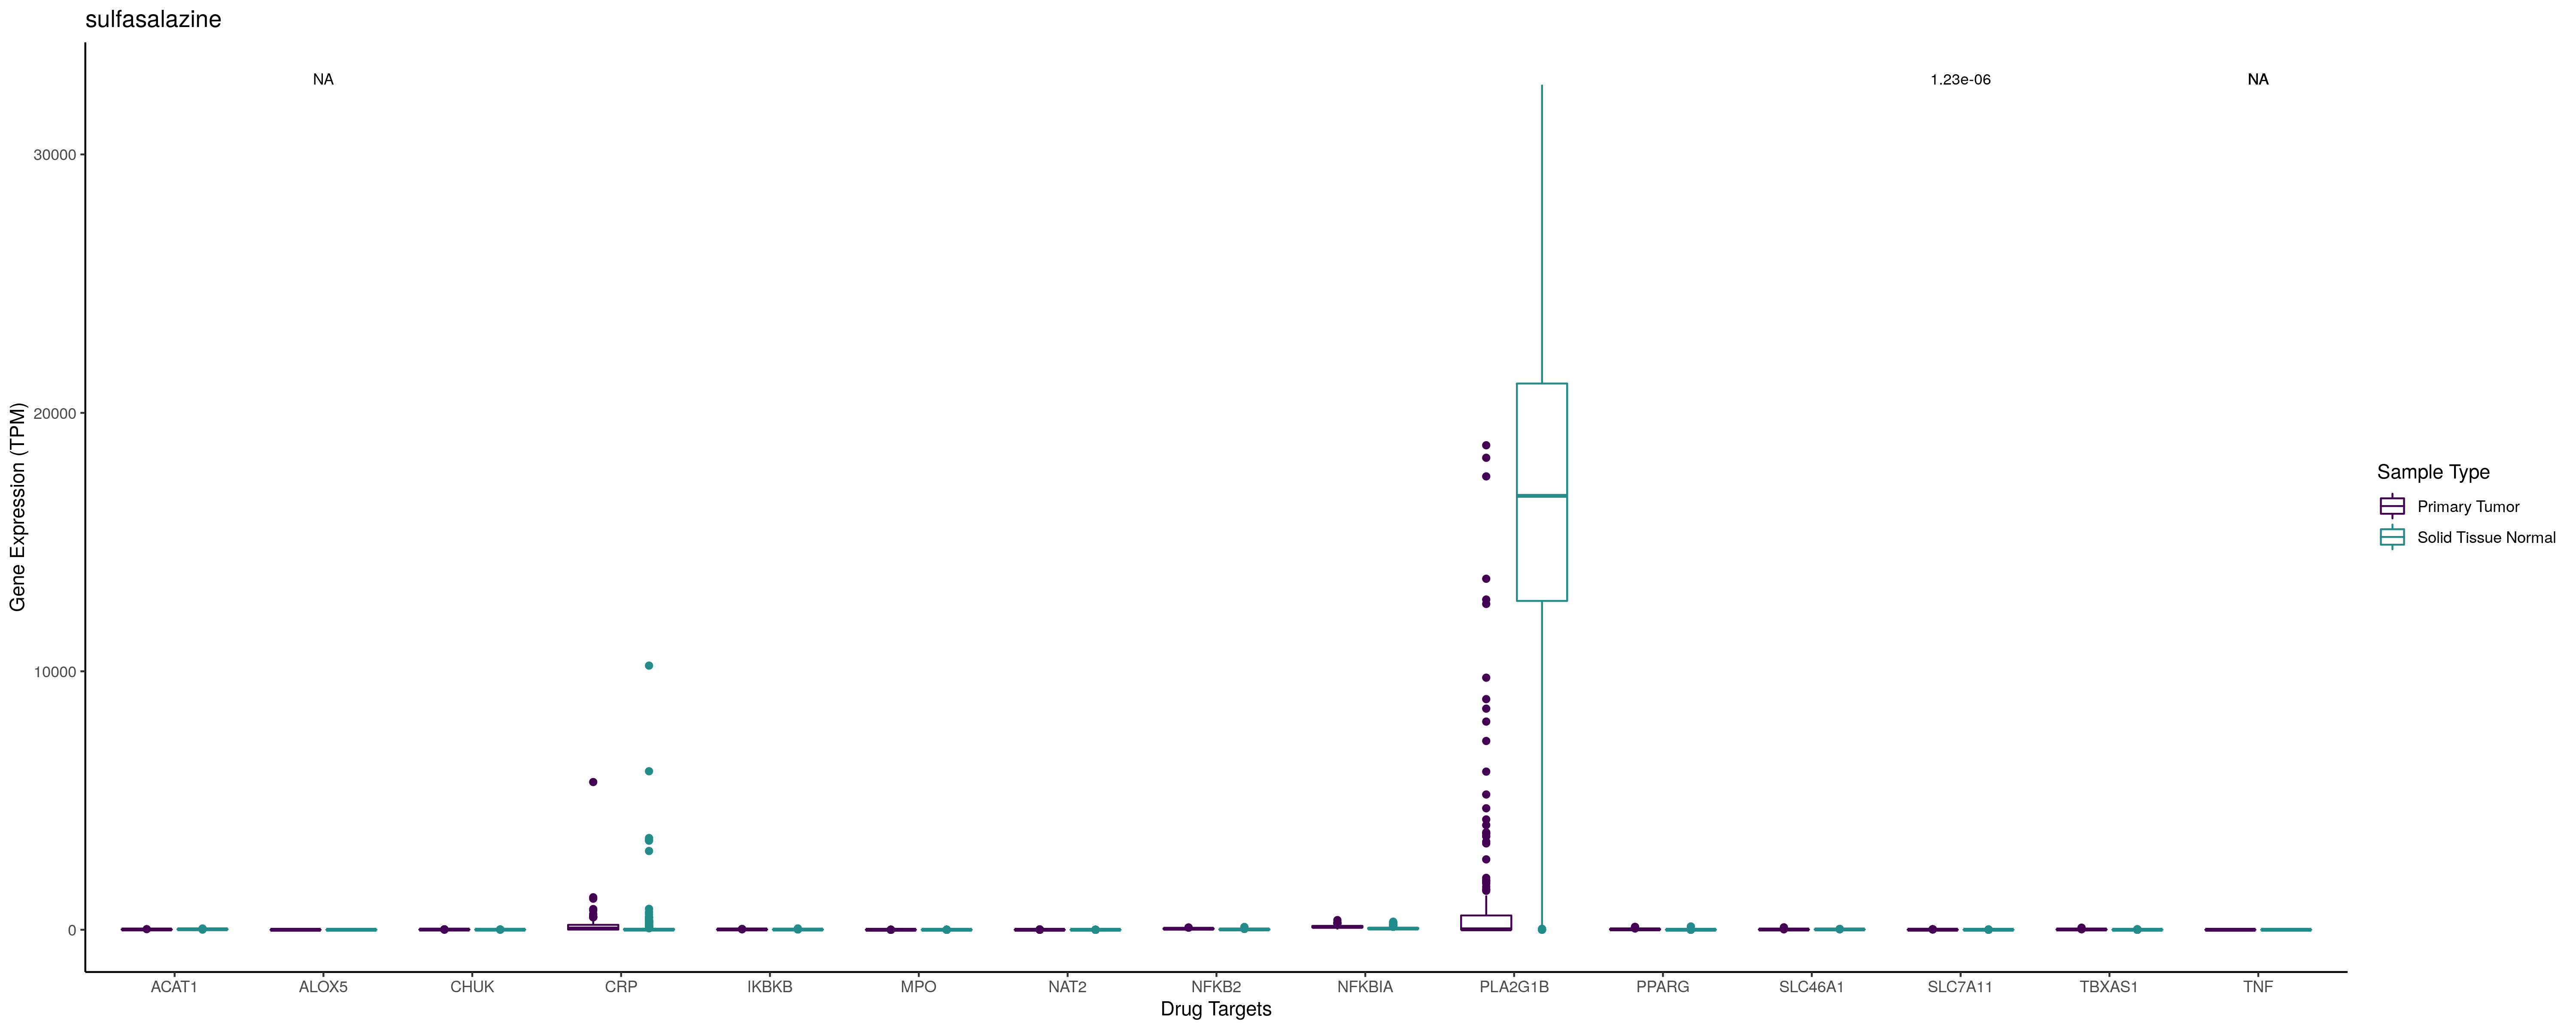 sulfasalazine
NA
1.23e-06
NA
30000
20000
10000
0
Gene Expression (TPM)
ACAT1
ALOX5
CHUK
CRP
IKBKB
MPO
NAT2
NFKB2
NFKBIA
PLA2G1B
PPARG
SLC46A1
SLC7A11
TBXAS1
TNF
Drug Targets
Sample Type
Primary Tumor
Solid Tissue Normal